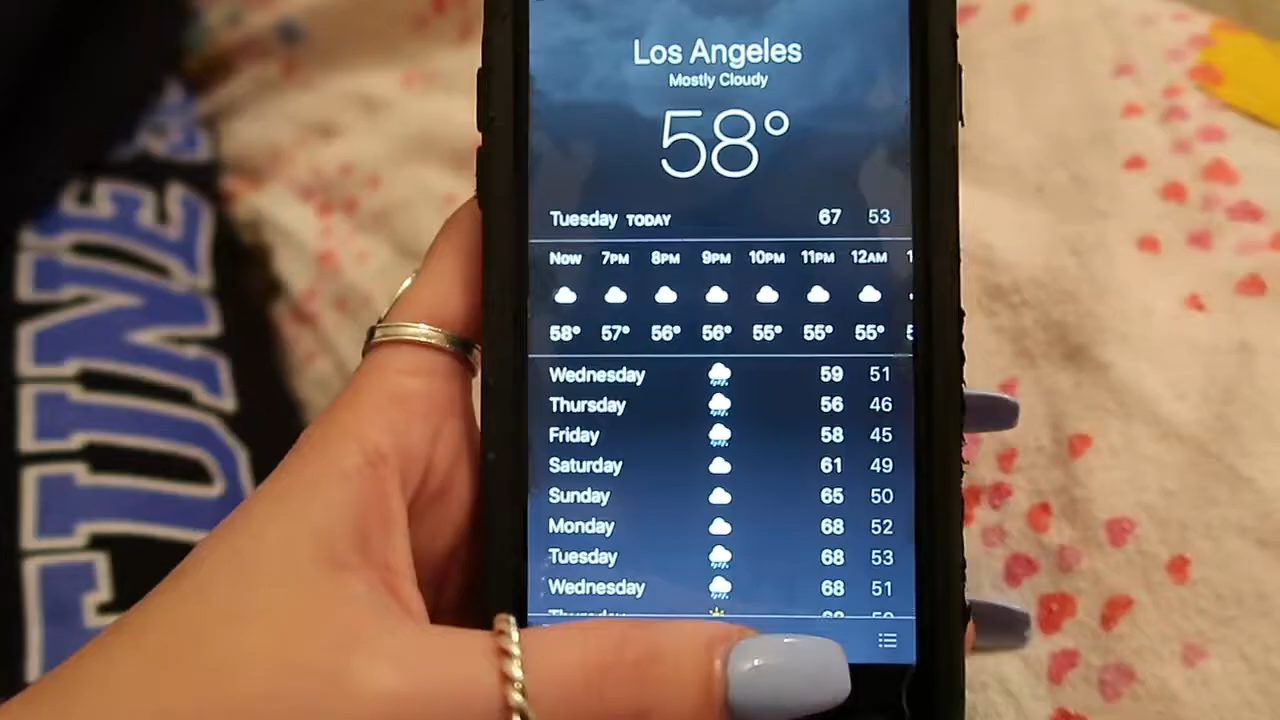 Los Angeles
Mostly Cloudy
58°
Tuesday TODAY 67 53
Now 7PM 8PM 9PM 10PM 11PM 12AM
58° 57° 56° 56° 55° 55° 55°
Wednesday 59 51
Thursday 56 46
Friday 58 45
Saturday 61 49
Sunday 65 50
Monday 68 52
Tuesday 68 53
Wednesday 68 51
Thursday
TUNE